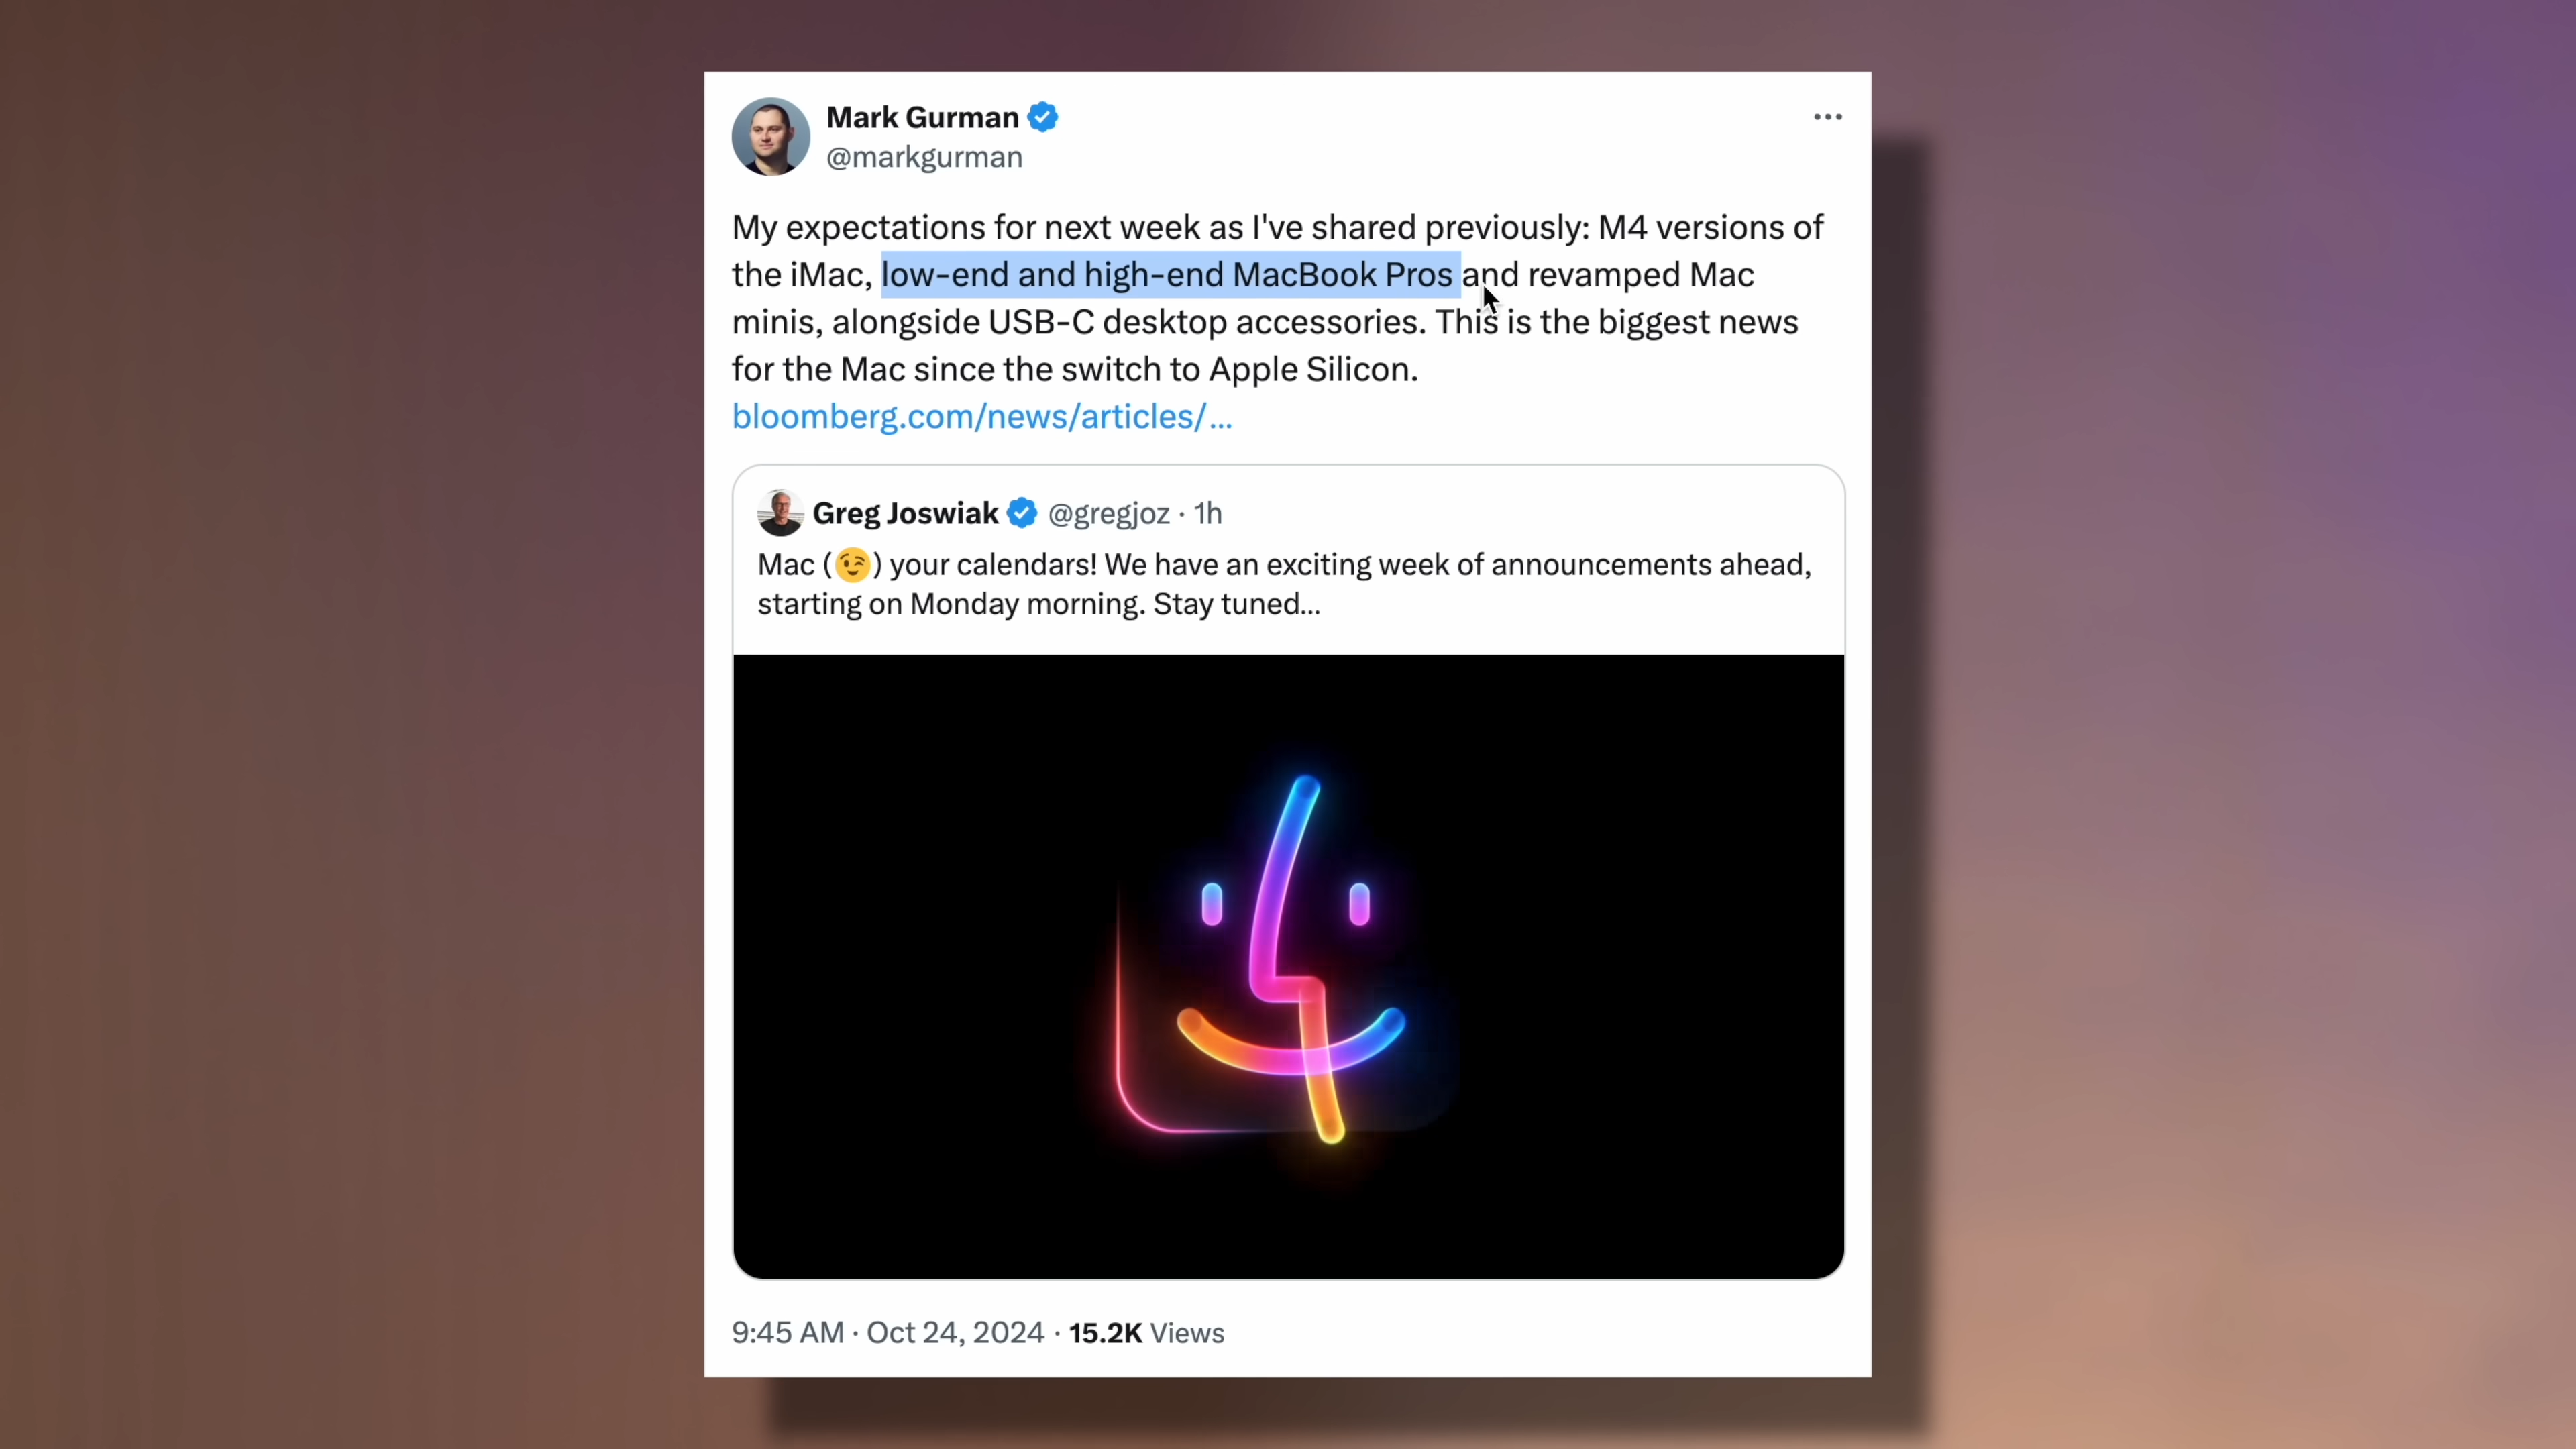 Mark Gurman
@markgurman
My expectations for next week as I've shared previously: M4 versions of
the iMac, low-end and high-end MacBook Pros and revamped Mac
minis, alongside USB-C desktop accessories. This is the biggest news
for the Mac since the switch to Apple Silicon.
bloomberg.com/news/articles/...
Greg Joswiak @gregjoz · 1h
Mac (😉) your calendars! We have an exciting week of announcements ahead,
starting on Monday morning. Stay tuned...
9:45 AM · Oct 24, 2024 · 15.2K Views